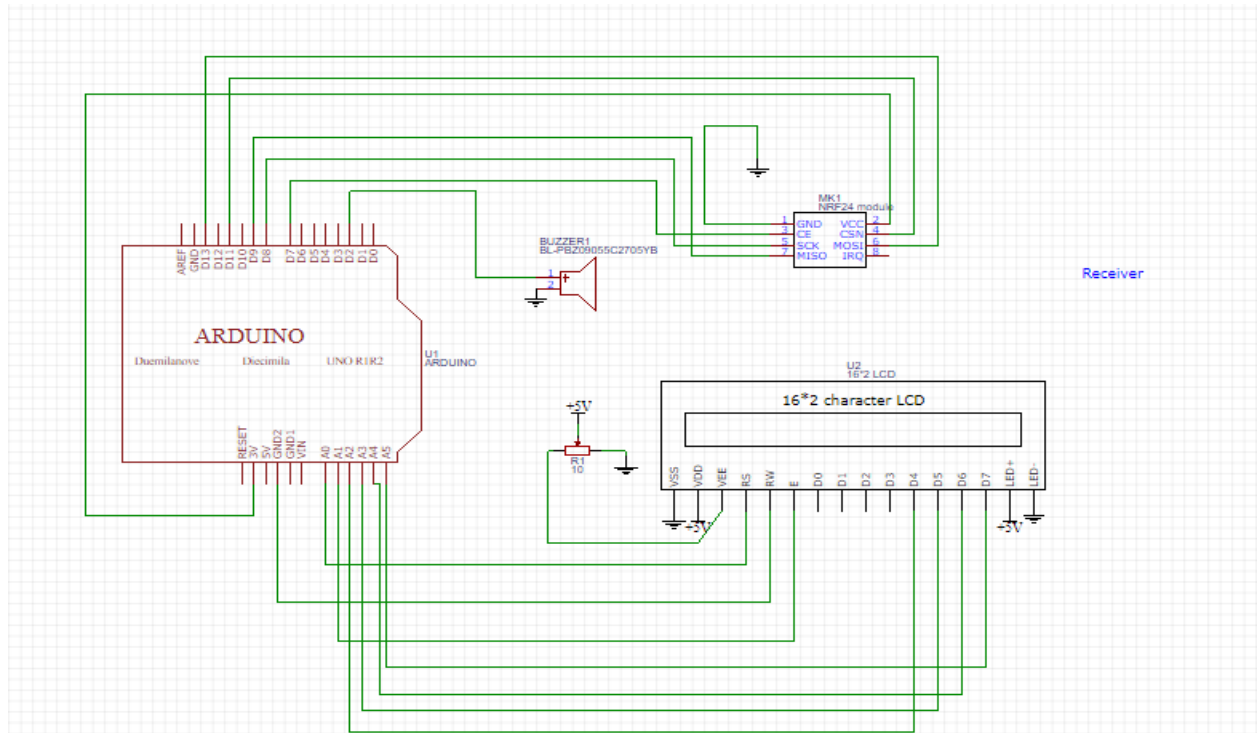 MK1
NRF24 module
1 GND VCC 2
3 CE CSN 4
5 SCK MOSI 6
7 MISO IRQ 8
BUZZER1
BL-PBZ09055C2705YB
1
2
Receiver
AREF GND D13 D12 D11 D10 D9 D8 D7 D6 D5 D4 D3 D2 D1 D0
ARDUINO
Duemilanove Diecimila UNO R1R2
U1
ARDUINO
RESET 3V 5V GND2 GND1 VIN A0 A1 A2 A3 A4 A5
+5V
R1
10
U2
16*2 LCD
16*2 character LCD
VSS VDD VEE RS RW E D0 D1 D2 D3 D4 D5 D6 D7 LED+ LED-
+5V
+5V